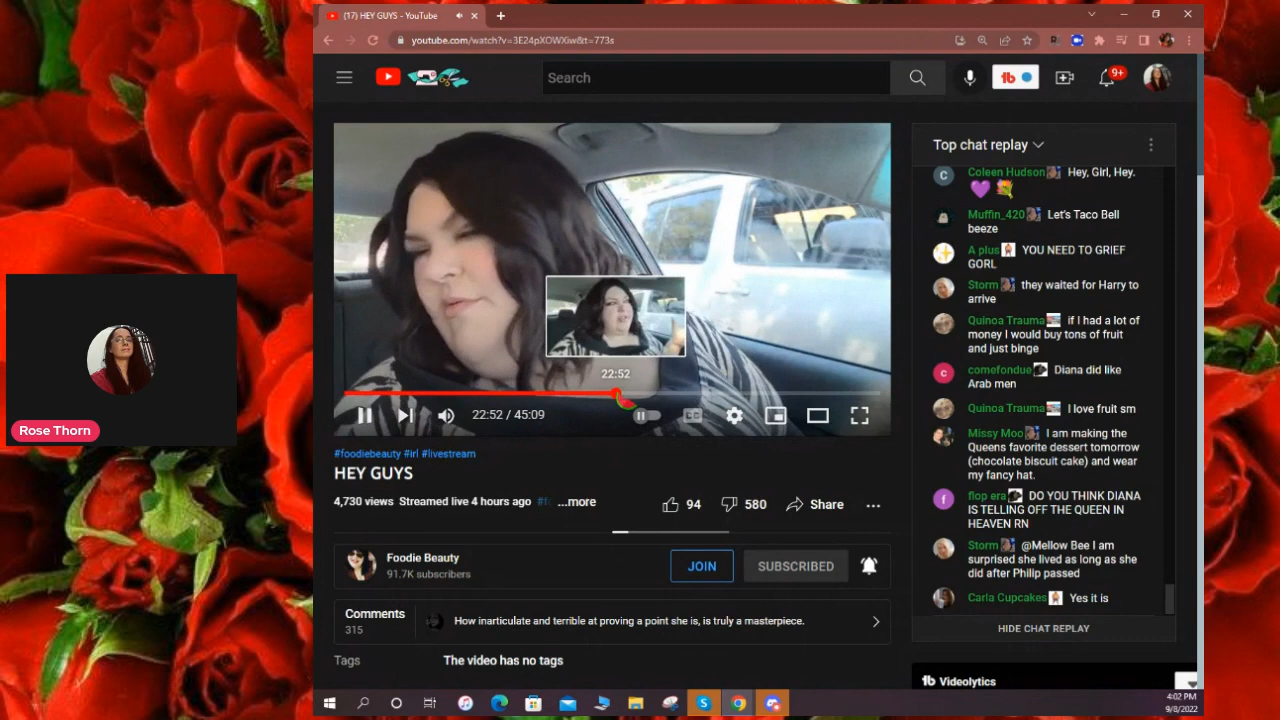 (17) HEY GUYS - YouTube
youtube.com/watch?v=3E24pXOWXiw&t=773s
Search
9+
Top chat replay
Coleen Hudson Hey, Girl, Hey.
Muffin_420 Let's Taco Bell
beeze
A plus YOU NEED TO GRIEF
GORL
Storm they waited for Harry to
arrive
Quinoa Trauma if I had a lot of
money I would buy tons of fruit
and just binge
comefondue Diana did like
Arab men
Quinoa Trauma I love fruit sm
Missy Moo I am making the
Queens favorite dessert tomorrow
(chocolate biscuit cake) and wear
my fancy hat.
flop era DO YOU THINK DIANA
IS TELLING OFF THE QUEEN IN
HEAVEN RN
Storm @Mellow Bee I am
surprised she lived as long as she
did after Philip passed
Carla Cupcakes Yes it is
HIDE CHAT REPLAY
22:52
22:52 / 45:09
Rose Thorn
#foodiebeauty #irl #livestream
HEY GUYS
4,730 views Streamed live 4 hours ago ...more
94
580
Share
Foodie Beauty
91.7K subscribers
JOIN
SUBSCRIBED
Comments
315
How inarticulate and terrible at proving a point she is, is truly a masterpiece.
Tags
The video has no tags
tb Videolytics
4:02 PM
9/8/2022